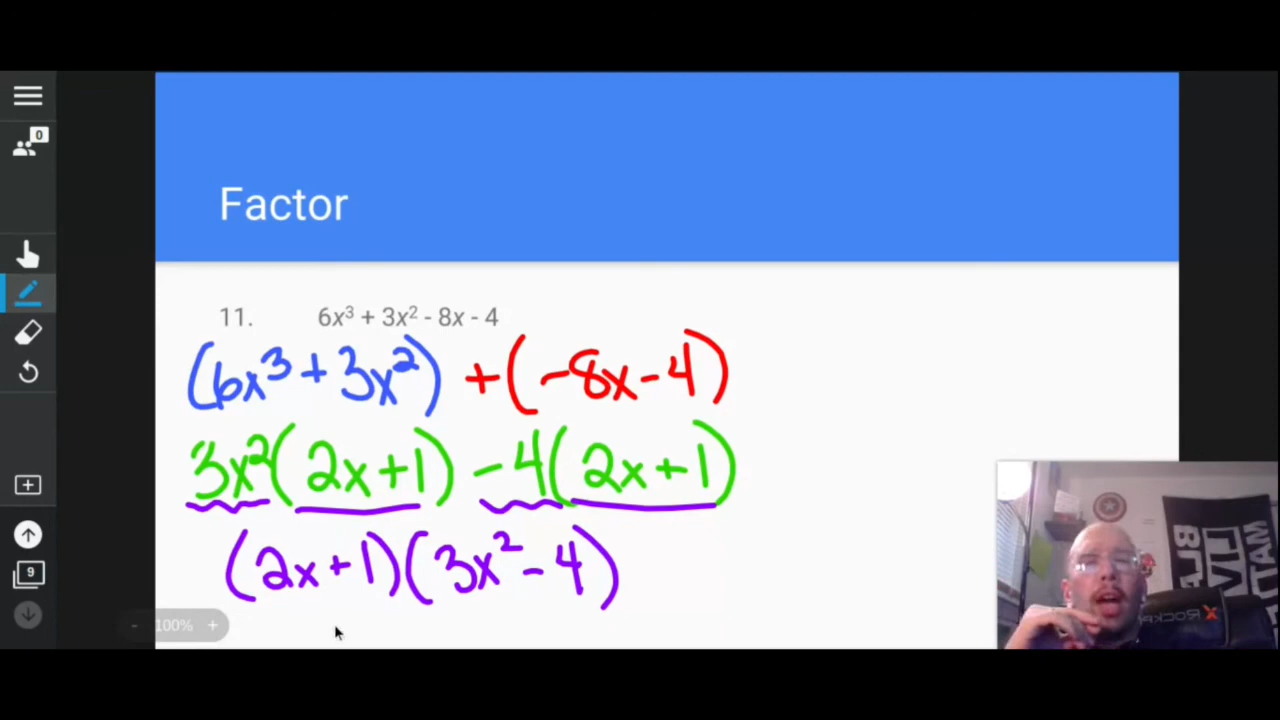 0
Factor
11. 6x³ + 3x² - 8x - 4
(6x³ + 3x²) + (-8x - 4)
3x²(2x + 1) - 4(2x + 1)
(2x + 1)(3x² - 4)
9
- 100% +
X Rocker